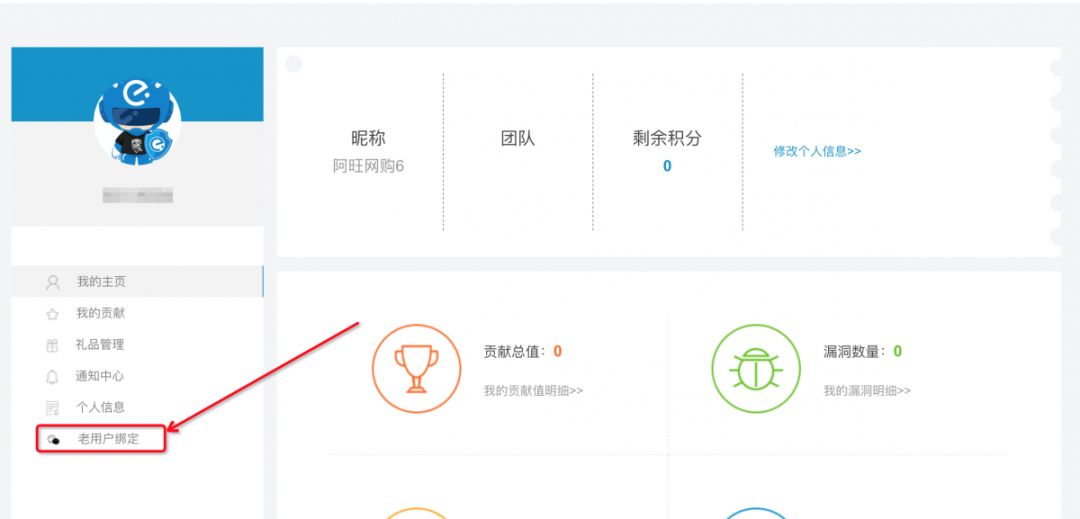 昵称
阿旺网购6
团队
剩余积分
0
修改个人信息>>
我的主页
我的贡献
礼品管理
通知中心
个人信息
老用户绑定
贡献总值：0
我的贡献值明细>>
漏洞数量：0
我的漏洞明细>>